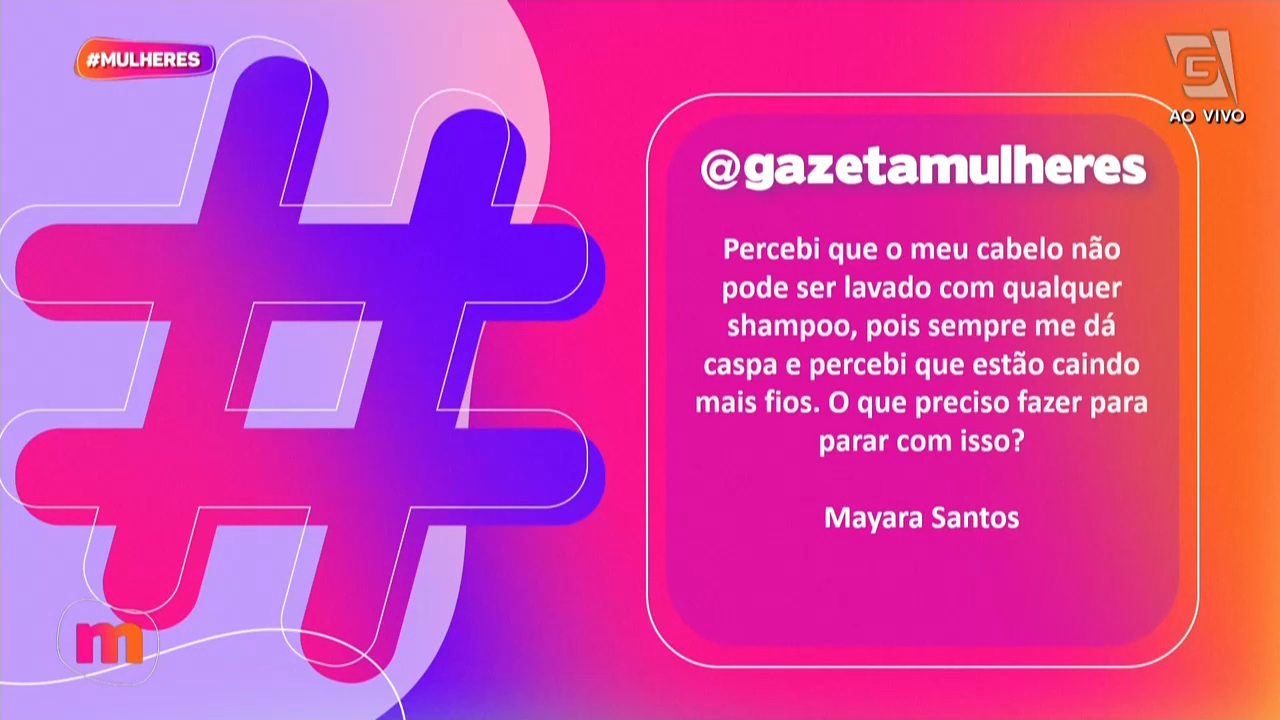 #MULHERES
AO VIVO
@gazetamulheres
Percebi que o meu cabelo não
pode ser lavado com qualquer
shampoo, pois sempre me dá
caspa e percebi que estão caindo
mais fios. O que preciso fazer para
parar com isso?
Mayara Santos
m